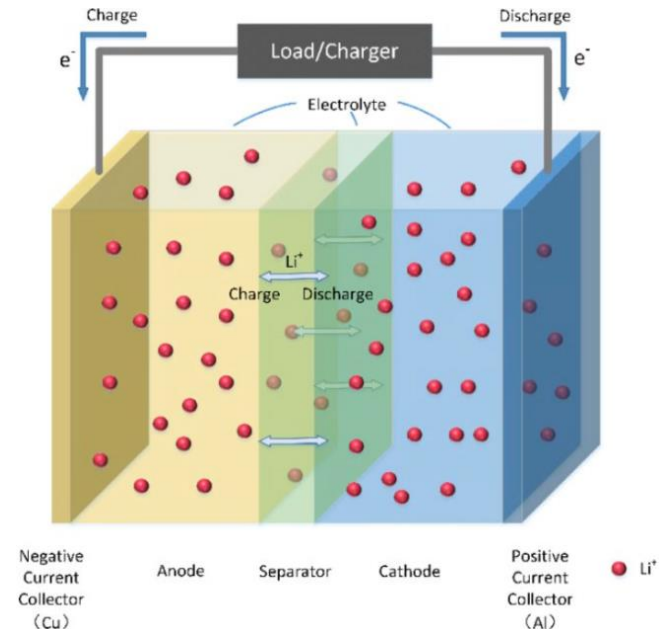 Charge
Discharge
e⁻
Load/Charger
e⁻
Electrolyte
Li⁺
Charge
Discharge
Negative
Current
Collector
（Cu）
Anode
Separator
Cathode
Positive
Current
Collector
（Al）
Li⁺